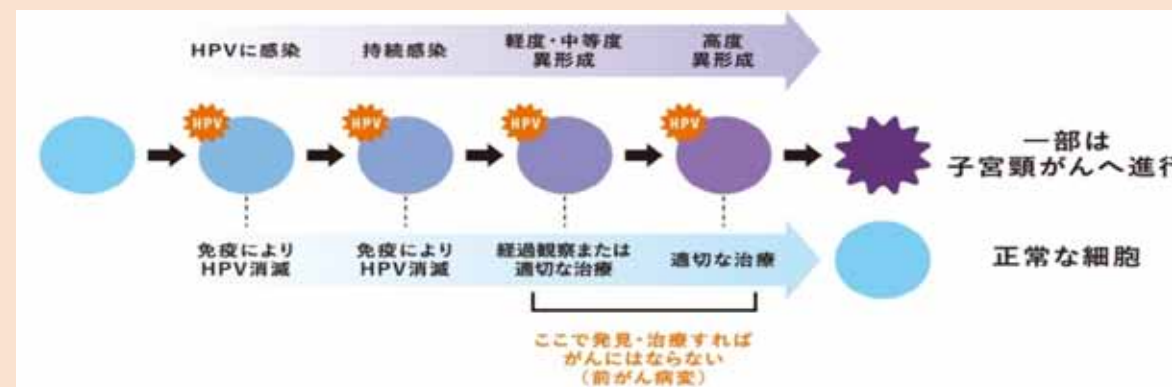 HPVに感染
持続感染
軽度・中等度
異形成
高度
異形成
HPV
HPV
HPV
HPV
一部は
子宮頸がんへ進行
免疫により
HPV消滅
免疫により
HPV消滅
経過観察または
適切な治療
適切な治療
正常な細胞
ここで発見・治療すれば
がんにはならない
（前がん病変）